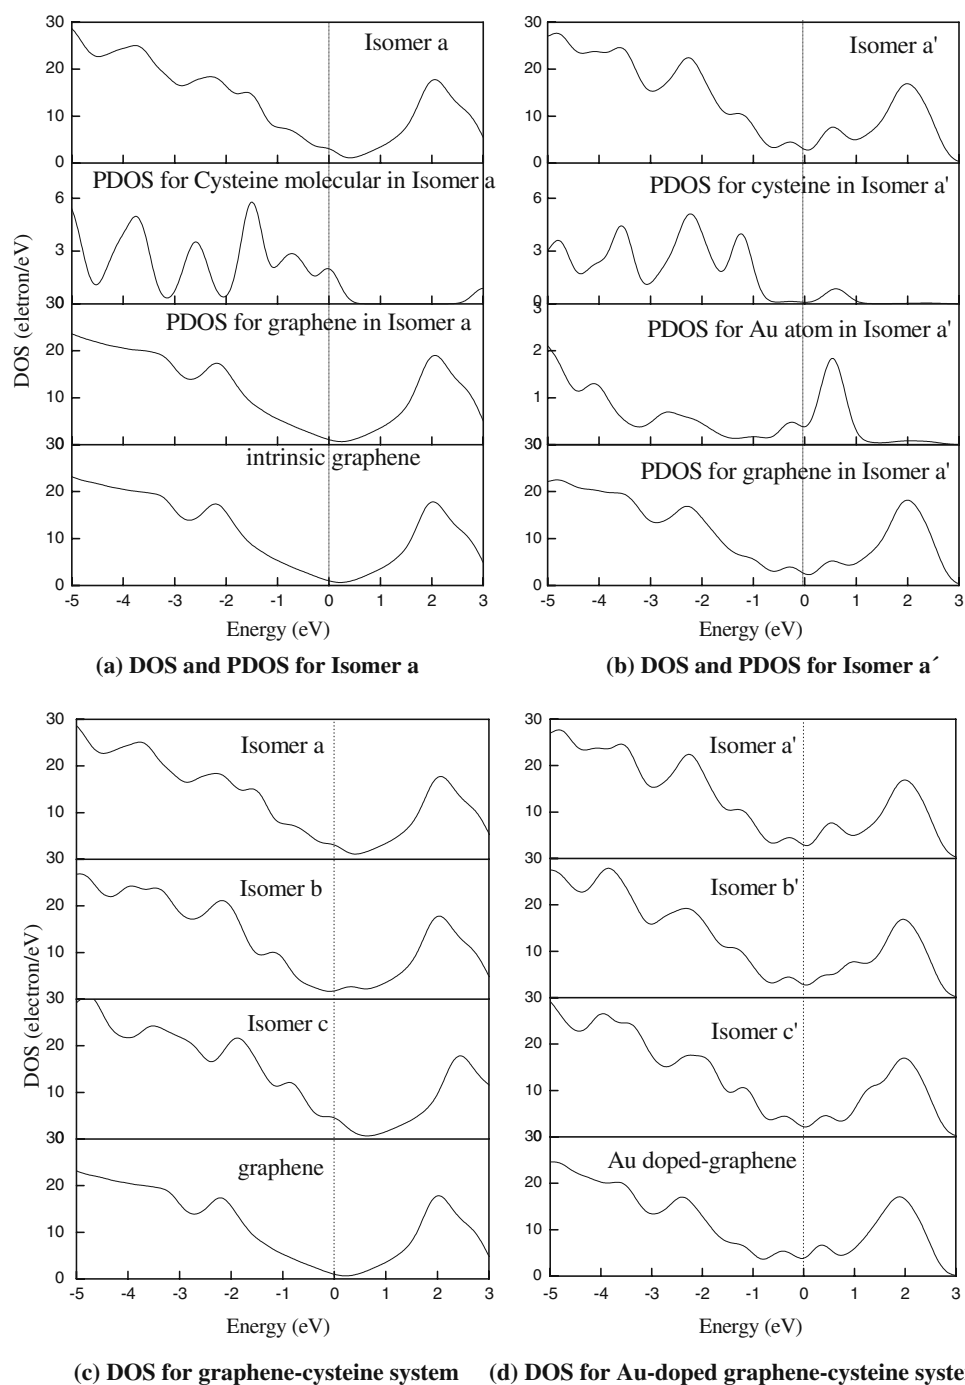 30
Isomer a
20
10
0
PDOS for Cysteine molecular in Isomer a
6
3
30
PDOS for graphene in Isomer a
20
10
30
intrinsic graphene
20
10
0
-5 -4 -3 -2 -1 0 1 2 3
Energy (eV)
DOS (eletron/eV)
(a) DOS and PDOS for Isomer a
30
Isomer a'
20
10
0
PDOS for cysteine in Isomer a'
6
3
0
3
PDOS for Au atom in Isomer a'
2
1
30
PDOS for graphene in Isomer a'
20
10
0
-5 -4 -3 -2 -1 0 1 2 3
Energy (eV)
(b) DOS and PDOS for Isomer a´
30
Isomer a
20
10
30
Isomer b
20
10
30
Isomer c
20
10
30
graphene
20
10
0
-5 -4 -3 -2 -1 0 1 2 3
Energy (eV)
DOS (electron/eV)
(c) DOS for graphene-cysteine system
30
Isomer a'
20
10
30
Isomer b'
20
10
30
Isomer c'
20
10
30
Au doped-graphene
20
10
0
-5 -4 -3 -2 -1 0 1 2 3
Energy (eV)
(d) DOS for Au-doped graphene-cysteine syste